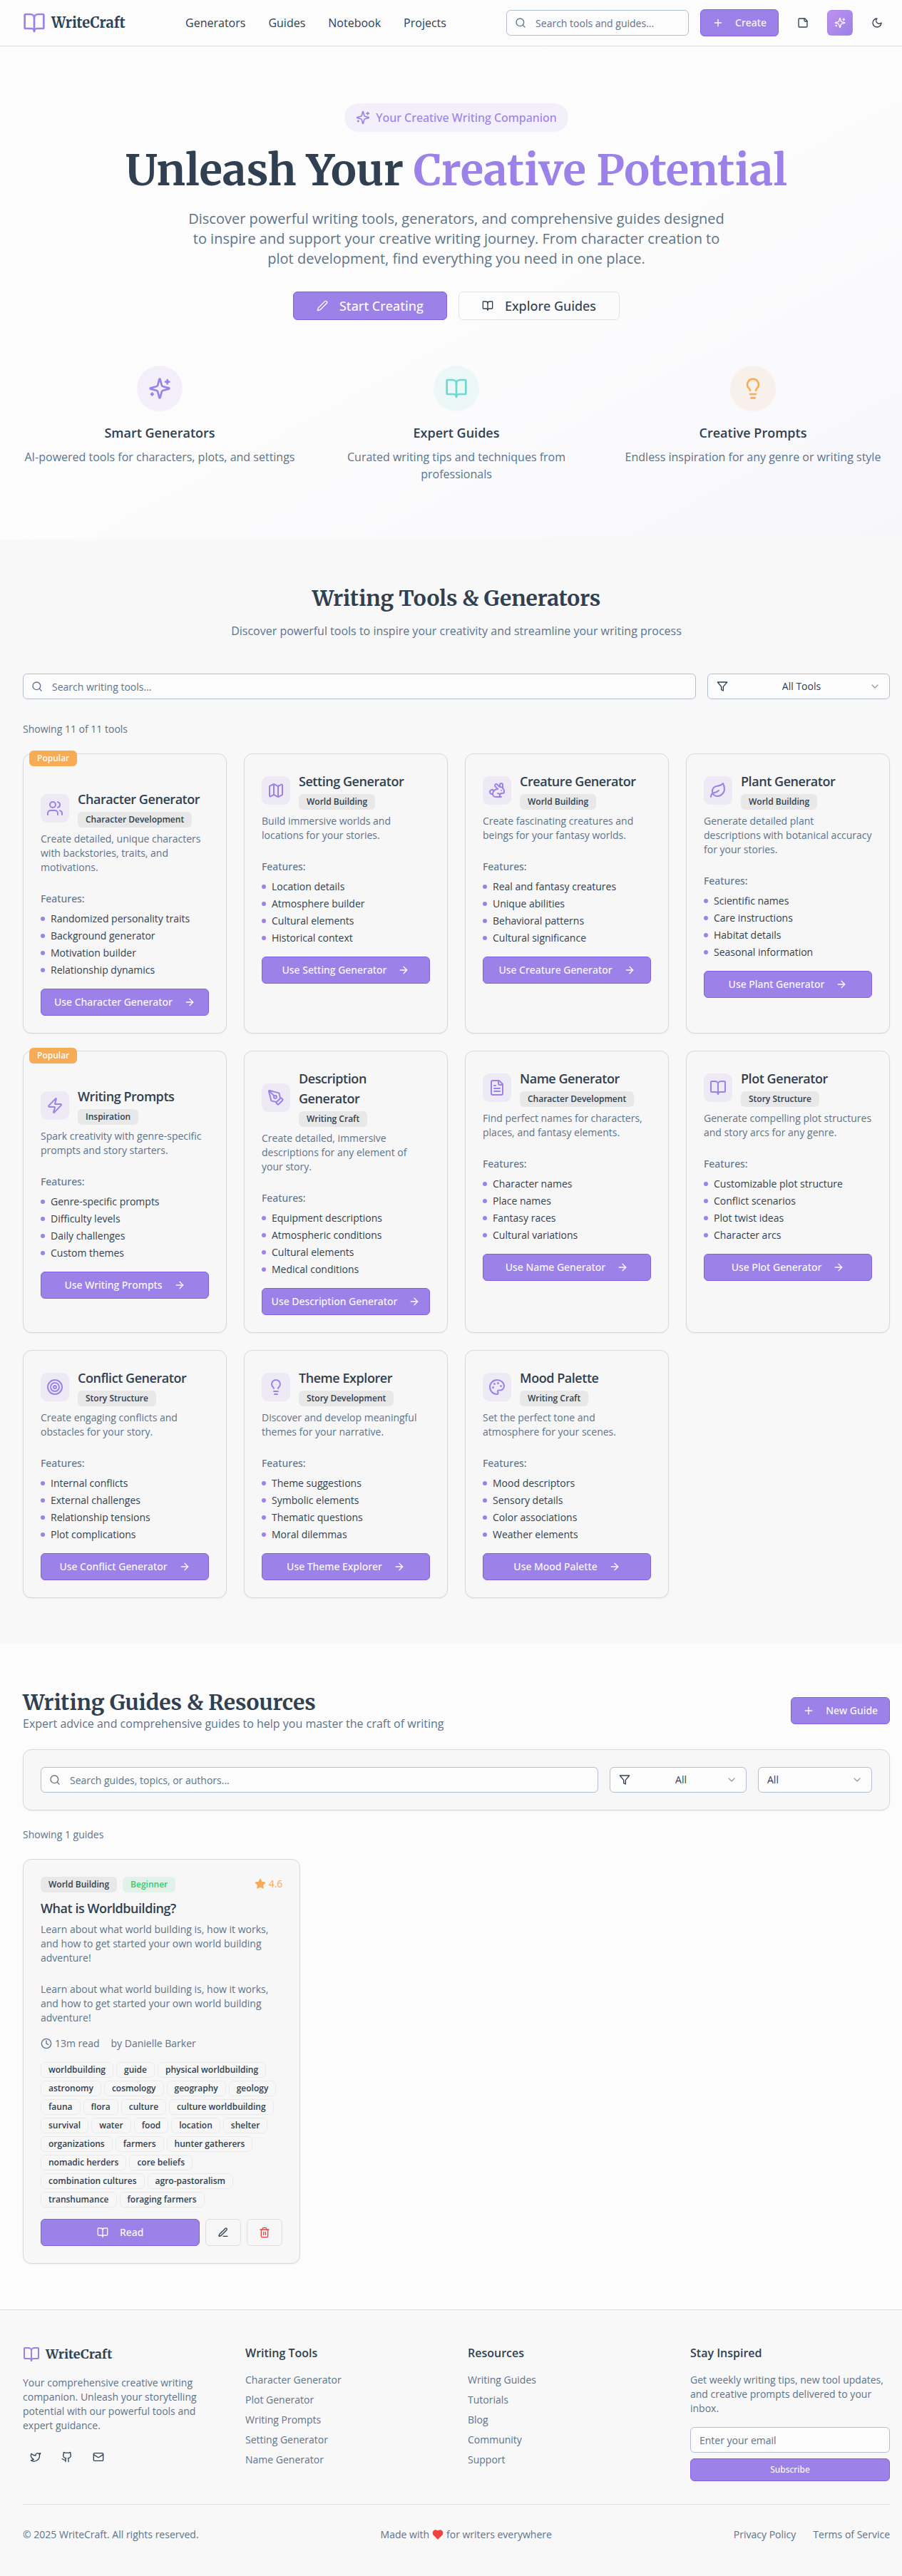 WriteCraft
Generators Guides Notebook Projects
Search tools and guides...
Create
Your Creative Writing Companion
Unleash Your Creative Potential
Discover powerful writing tools, generators, and comprehensive guides designed
to inspire and support your creative writing journey. From character creation to
plot development, find everything you need in one place.
Start Creating
Explore Guides
Smart Generators
AI-powered tools for characters, plots, and settings
Expert Guides
Curated writing tips and techniques from
professionals
Creative Prompts
Endless inspiration for any genre or writing style
Writing Tools & Generators
Discover powerful tools to inspire your creativity and streamline your writing process
Search writing tools...
All Tools
Showing 11 of 11 tools
Popular
Character Generator
Character Development
Create detailed, unique characters
with backstories, traits, and
motivations.
Features:
Randomized personality traits
Background generator
Motivation builder
Relationship dynamics
Use Character Generator
Setting Generator
World Building
Build immersive worlds and
locations for your stories.
Features:
Location details
Atmosphere builder
Cultural elements
Historical context
Use Setting Generator
Creature Generator
World Building
Create fascinating creatures and
beings for your fantasy worlds.
Features:
Real and fantasy creatures
Unique abilities
Behavioral patterns
Cultural significance
Use Creature Generator
Plant Generator
World Building
Generate detailed plant
descriptions with botanical accuracy
for your stories.
Features:
Scientific names
Care instructions
Habitat details
Seasonal information
Use Plant Generator
Popular
Writing Prompts
Inspiration
Spark creativity with genre-specific
prompts and story starters.
Features:
Genre-specific prompts
Difficulty levels
Daily challenges
Custom themes
Use Writing Prompts
Description
Generator
Writing Craft
Create detailed, immersive
descriptions for any element of
your story.
Features:
Equipment descriptions
Atmospheric conditions
Cultural elements
Medical conditions
Use Description Generator
Name Generator
Character Development
Find perfect names for characters,
places, and fantasy elements.
Features:
Character names
Place names
Fantasy races
Cultural variations
Use Name Generator
Plot Generator
Story Structure
Generate compelling plot structures
and story arcs for any genre.
Features:
Customizable plot structure
Conflict scenarios
Plot twist ideas
Character arcs
Use Plot Generator
Conflict Generator
Story Structure
Create engaging conflicts and
obstacles for your story.
Features:
Internal conflicts
External challenges
Relationship tensions
Plot complications
Use Conflict Generator
Theme Explorer
Story Development
Discover and develop meaningful
themes for your narrative.
Features:
Theme suggestions
Symbolic elements
Thematic questions
Moral dilemmas
Use Theme Explorer
Mood Palette
Writing Craft
Set the perfect tone and
atmosphere for your scenes.
Features:
Mood descriptors
Sensory details
Color associations
Weather elements
Use Mood Palette
Writing Guides & Resources
Expert advice and comprehensive guides to help you master the craft of writing
New Guide
Search guides, topics, or authors...
All
All
Showing 1 guides
World Building Beginner 4.6
What is Worldbuilding?
Learn about what world building is, how it works,
and how to get started your own world building
adventure!
Learn about what world building is, how it works,
and how to get started your own world building
adventure!
13m read by Danielle Barker
worldbuilding guide physical worldbuilding
astronomy cosmology geography geology
fauna flora culture culture worldbuilding
survival water food location shelter
organizations farmers hunter gatherers
nomadic herders core beliefs
combination cultures agro-pastoralism
transhumance foraging farmers
Read
WriteCraft
Your comprehensive creative writing
companion. Unleash your storytelling
potential with our powerful tools and
expert guidance.
Writing Tools
Character Generator
Plot Generator
Writing Prompts
Setting Generator
Name Generator
Resources
Writing Guides
Tutorials
Blog
Community
Support
Stay Inspired
Get weekly writing tips, new tool updates,
and creative prompts delivered to your
inbox.
Enter your email
Subscribe
© 2025 WriteCraft. All rights reserved.
Made with ❤️ for writers everywhere
Privacy Policy Terms of Service